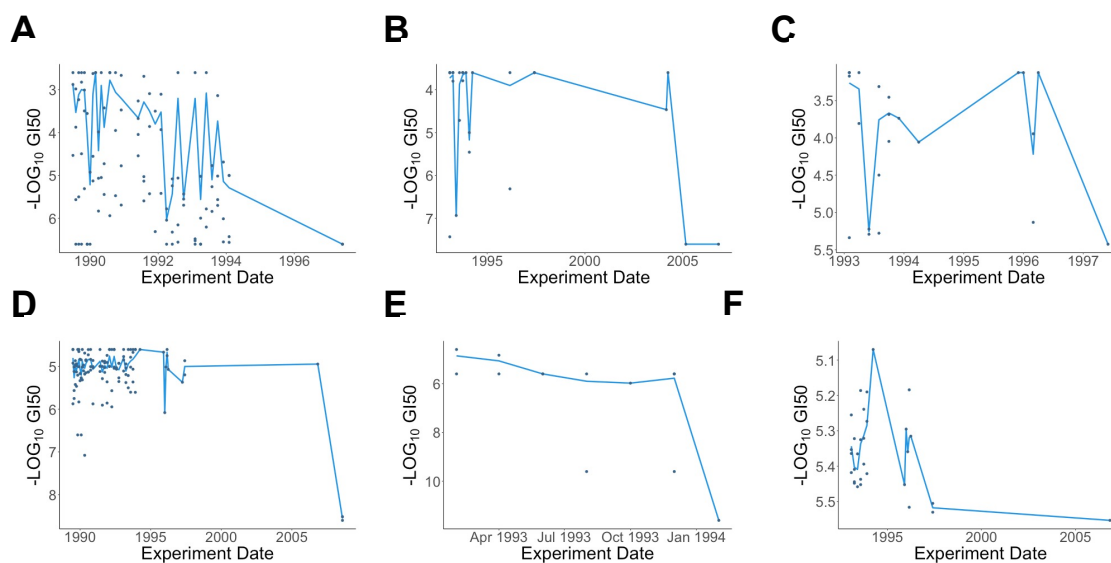 A B C
-LOG10 GI50 3 4 5 6
1990 1992 1994 1996
Experiment Date
-LOG10 GI50 4 5 6 7
1995 2000 2005
Experiment Date
-LOG10 GI50 3.5 4.0 4.5 5.0 5.5
1993 1994 1995 1996 1997
Experiment Date
D E F
-LOG10 GI50 5 6 7 8
1990 1995 2000 2005
Experiment Date
-LOG10 GI50 6 8 10
Apr 1993 Jul 1993 Oct 1993 Jan 1994
Experiment Date
-LOG10 GI50 5.1 5.2 5.3 5.4 5.5
1995 2000 2005
Experiment Date